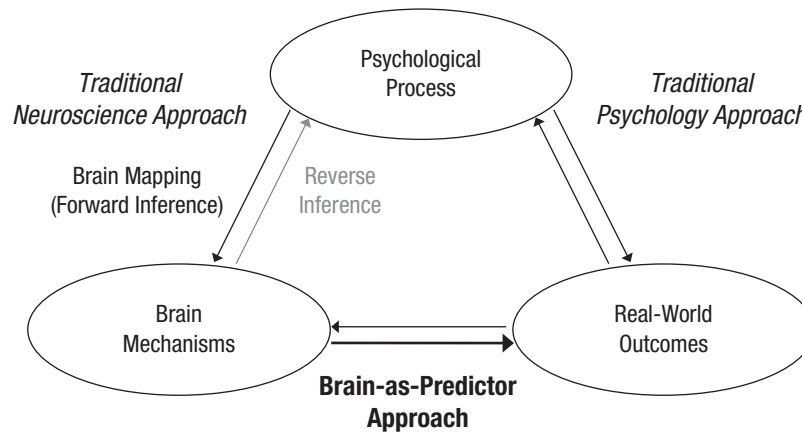 Psychological
Process
Traditional
Neuroscience Approach
Traditional
Psychology Approach
Brain Mapping
(Forward Inference)
Reverse
Inference
Brain
Mechanisms
Real-World
Outcomes
Brain-as-Predictor
Approach